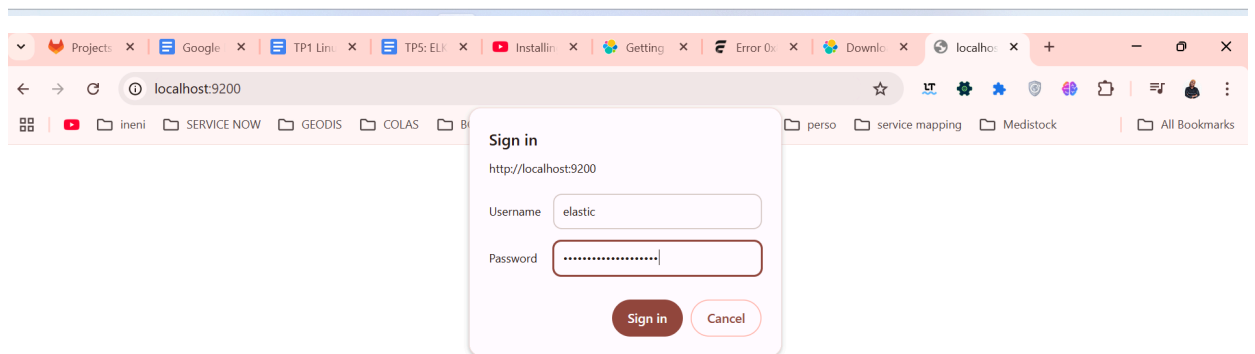 Projects Google TP1 Linu TP5: ELK Installin Getting Error 0x Downlo localhos
localhost:9200
ineni SERVICE NOW GEODIS COLAS perso service mapping Medistock All Bookmarks
Sign in
http://localhost:9200
Username elastic
Password ••••••••••••••••••••
Sign in Cancel